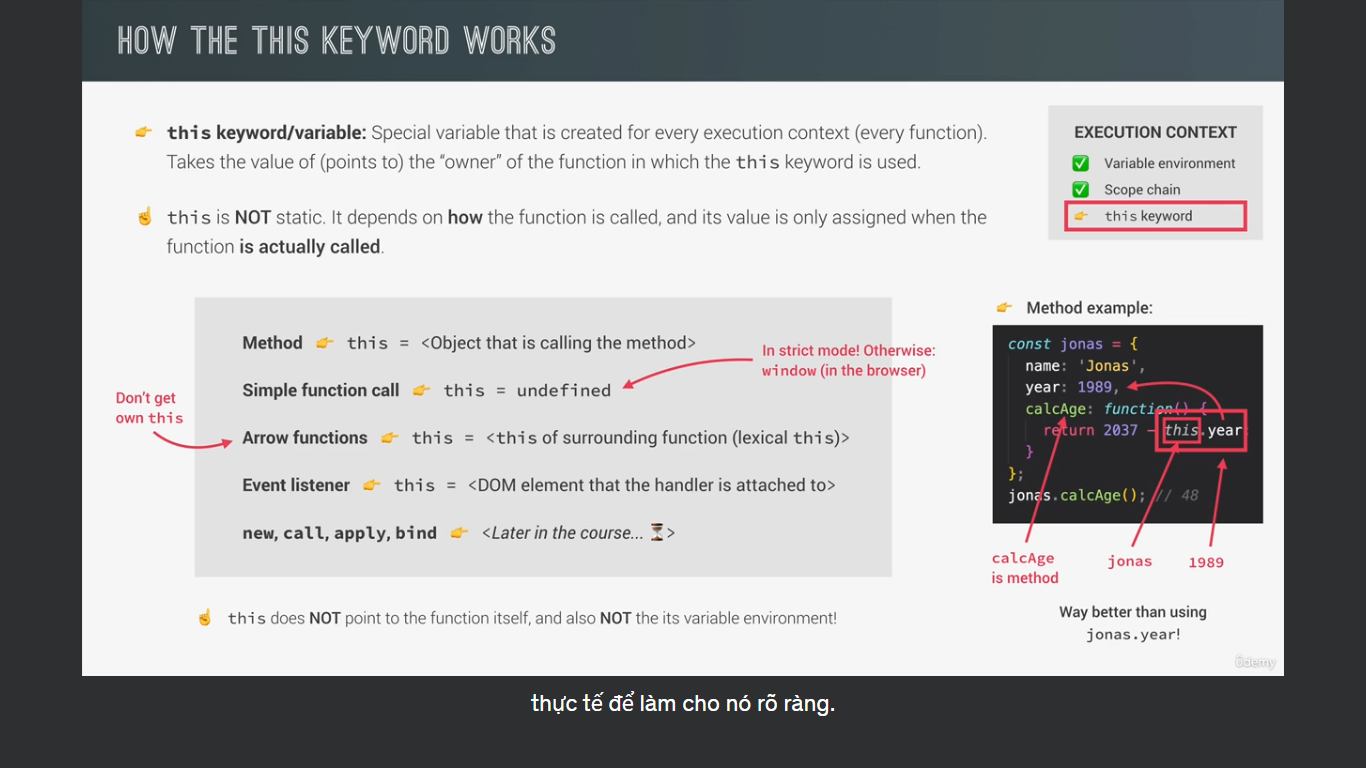 HOW THE THIS KEYWORD WORKS
👉 this keyword/variable: Special variable that is created for every execution context (every function).
Takes the value of (points to) the “owner” of the function in which the this keyword is used.
☝ this is NOT static. It depends on how the function is called, and its value is only assigned when the
function is actually called.
EXECUTION CONTEXT
✅ Variable environment
✅ Scope chain
👉 this keyword
Method 👉 this = <Object that is calling the method>
Simple function call 👉 this = undefined
In strict mode! Otherwise:
window (in the browser)
Don’t get
own this
Arrow functions 👉 this = <this of surrounding function (lexical this)>
Event listener 👉 this = <DOM element that the handler is attached to>
new, call, apply, bind 👉 <Later in the course... ⏳>
☝ this does NOT point to the function itself, and also NOT the its variable environment!
👉 Method example:
const jonas = {
name: 'Jonas',
year: 1989,
calcAge: function() {
return 2037 - this.year
}
};
jonas.calcAge(); // 48
calcAge
is method
jonas
1989
Way better than using
jonas.year!
ûdemy
thực tế để làm cho nó rõ ràng.